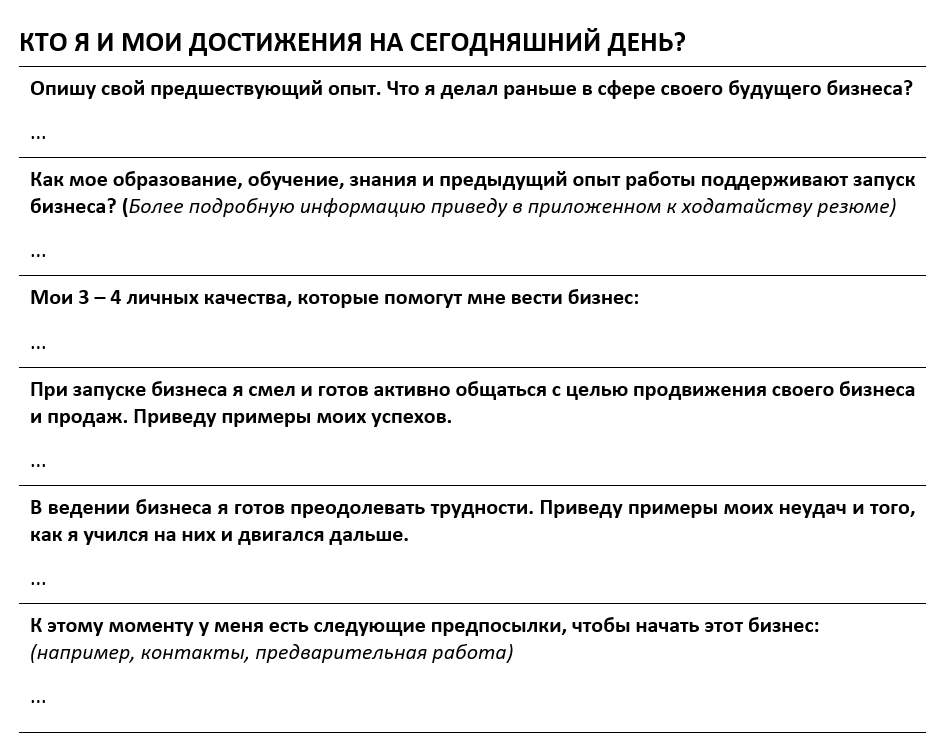 КТО Я И МОИ ДОСТИЖЕНИЯ НА СЕГОДНЯШНИЙ ДЕНЬ?
Опишу свой предшествующий опыт. Что я делал раньше в сфере своего будущего бизнеса?
...
Как мое образование, обучение, знания и предыдущий опыт работы поддерживают запуск
бизнеса? (Более подробную информацию приведу в приложенном к ходатайству резюме)
...
Мои 3 – 4 личных качества, которые помогут мне вести бизнес:
...
При запуске бизнеса я смел и готов активно общаться с целью продвижения своего бизнеса
и продаж. Приведу примеры моих успехов.
...
В ведении бизнеса я готов преодолевать трудности. Приведу примеры моих неудач и того,
как я учился на них и двигался дальше.
...
К этому моменту у меня есть следующие предпосылки, чтобы начать этот бизнес:
(например, контакты, предварительная работа)
...